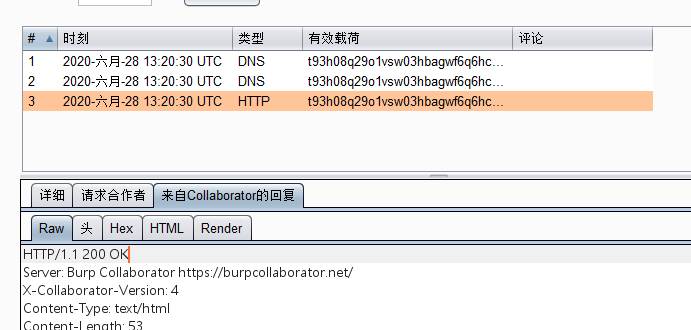 # 时刻 类型 有效载荷 评论
1 2020-六月-28 13:20:30 UTC DNS t93h08q29o1vsw03hbagwf6q6hc...
2 2020-六月-28 13:20:30 UTC DNS t93h08q29o1vsw03hbagwf6q6hc...
3 2020-六月-28 13:20:30 UTC HTTP t93h08q29o1vsw03hbagwf6q6hc...
详细 请求合作者 来自Collaborator的回复
Raw 头 Hex HTML Render
HTTP/1.1 200 OK
Server: Burp Collaborator https://burpcollaborator.net/
X-Collaborator-Version: 4
Content-Type: text/html
Content-Length: 53